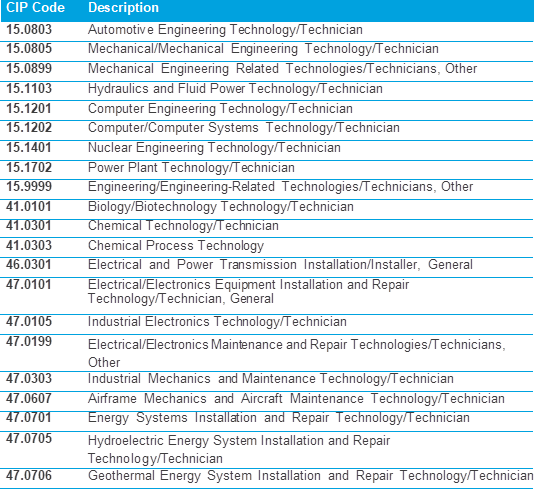 CIP Code Description
15.0803 Automotive Engineering Technology/Technician
15.0805 Mechanical/Mechanical Engineering Technology/Technician
15.0899 Mechanical Engineering Related Technologies/Technicians, Other
15.1103 Hydraulics and Fluid Power Technology/Technician
15.1201 Computer Engineering Technology/Technician
15.1202 Computer/Computer Systems Technology/Technician
15.1401 Nuclear Engineering Technology/Technician
15.1702 Power Plant Technology/Technician
15.9999 Engineering/Engineering-Related Technologies/Technicians, Other
41.0101 Biology/Biotechnology Technology/Technician
41.0301 Chemical Technology/Technician
41.0303 Chemical Process Technology
46.0301 Electrical and Power Transmission Installation/Installer, General
47.0101 Electrical/Electronics Equipment Installation and Repair
Technology/Technician, General
47.0105 Industrial Electronics Technology/Technician
47.0199 Electrical/Electronics Maintenance and Repair Technologies/Technicians,
Other
47.0303 Industrial Mechanics and Maintenance Technology/Technician
47.0607 Airframe Mechanics and Aircraft Maintenance Technology/Technician
47.0701 Energy Systems Installation and Repair Technology/Technician
47.0705 Hydroelectric Energy System Installation and Repair
Technology/Technician
47.0706 Geothermal Energy System Installation and Repair Technology/Technician